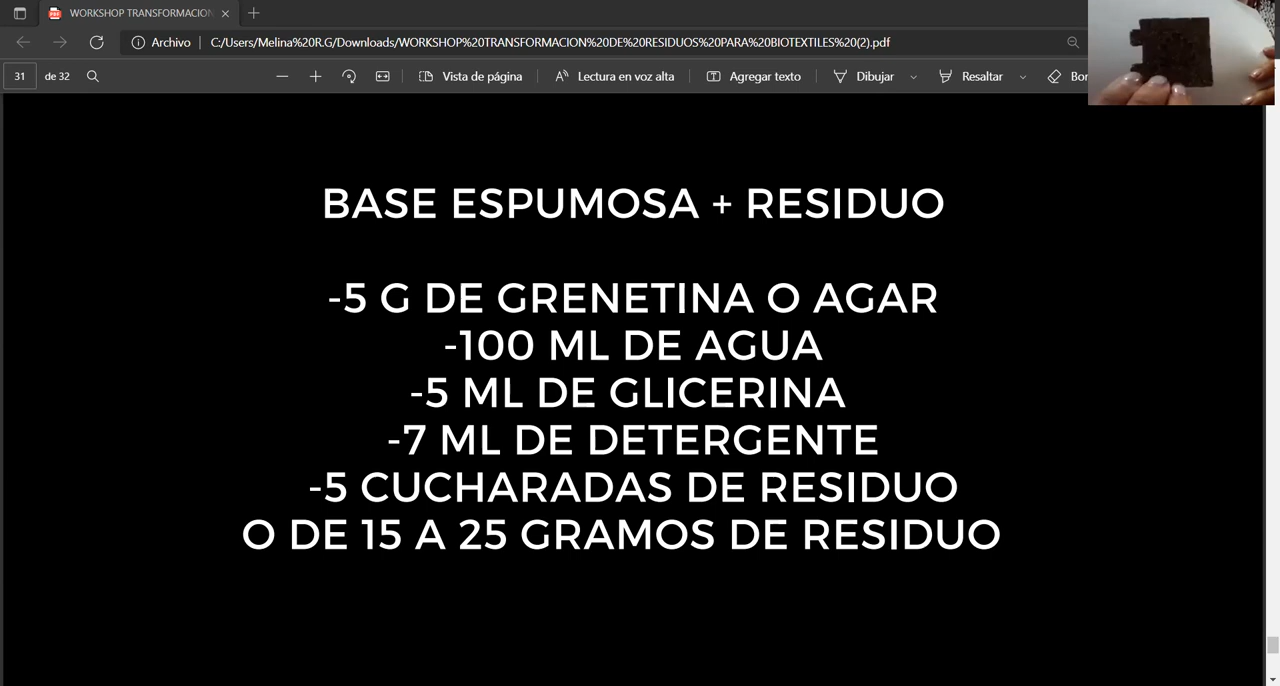 WORKSHOP TRANSFORMACION
Archivo
C:/Users/Melina%20R.G/Downloads/WORKSHOP%20TRANSFORMACION%20DE%20RESIDUOS%20PARA%20BIOTEXTILES%20(2).pdf
31 de 32
Vista de página
Lectura en voz alta
Agregar texto
Dibujar
Resaltar
Bor
BASE ESPUMOSA + RESIDUO
-5 G DE GRENETINA O AGAR
-100 ML DE AGUA
-5 ML DE GLICERINA
-7 ML DE DETERGENTE
-5 CUCHARADAS DE RESIDUO
O DE 15 A 25 GRAMOS DE RESIDUO